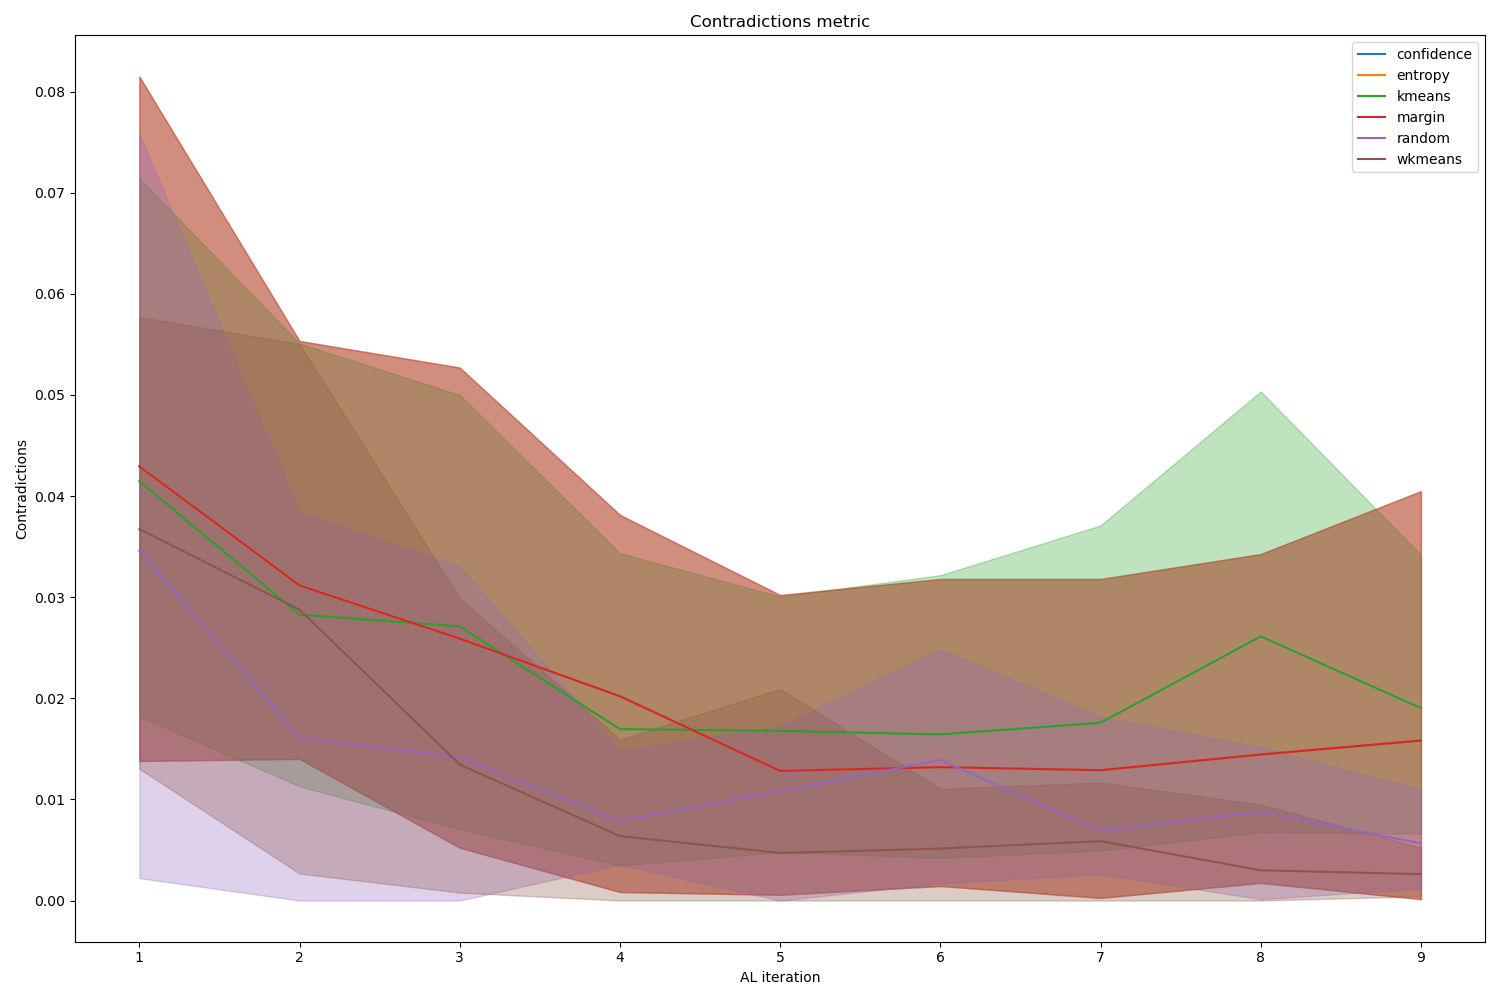 Contradictions metric
confidence
entropy
kmeans
margin
random
wkmeans
0.08
0.07
0.06
0.05
0.04
0.03
0.02
0.01
0.00
Contradictions
1 2 3 4 5 6 7 8 9
AL iteration